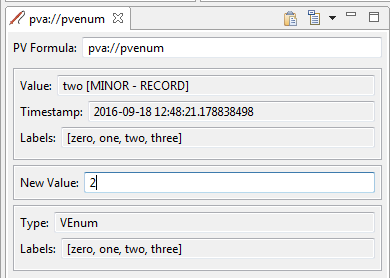 pva://pvenum
PV Formula: pva://pvenum
Value: two [MINOR - RECORD]
Timestamp: 2016-09-18 12:48:21.178838498
Labels: [zero, one, two, three]
New Value: 2
Type: VEnum
Labels: [zero, one, two, three]